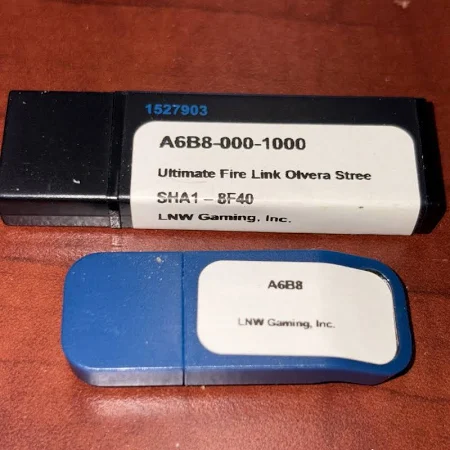 1527903
A6B8-000-1000
Ultimate Fire Link Olvera Stree
SHA1 - 8F40
LNW Gaming, Inc.
A6B8
LNW Gaming, Inc.